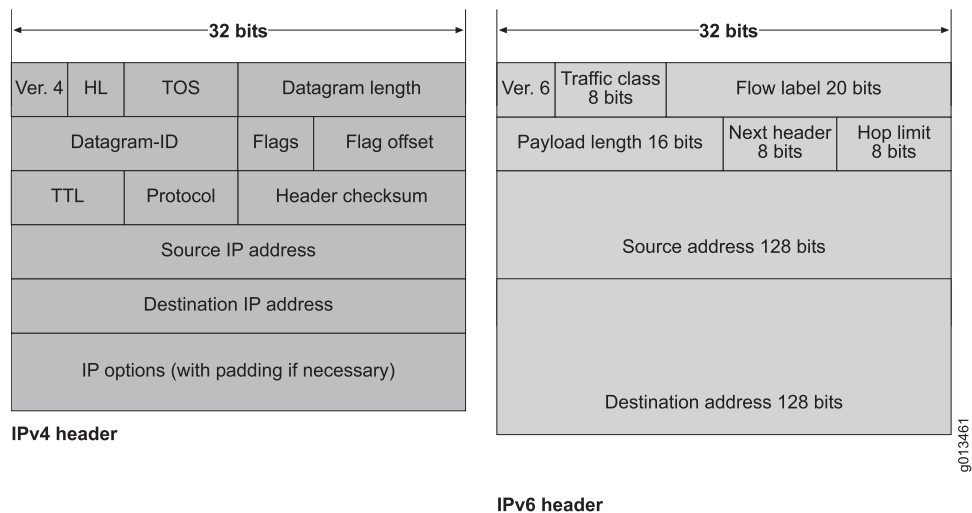 32 bits
Ver. 4 HL TOS Datagram length
Datagram-ID Flags Flag offset
TTL Protocol Header checksum
Source IP address
Destination IP address
IP options (with padding if necessary)
IPv4 header
32 bits
Ver. 6 Traffic class 8 bits Flow label 20 bits
Payload length 16 bits Next header 8 bits Hop limit 8 bits
Source address 128 bits
Destination address 128 bits
g013461
IPv6 header